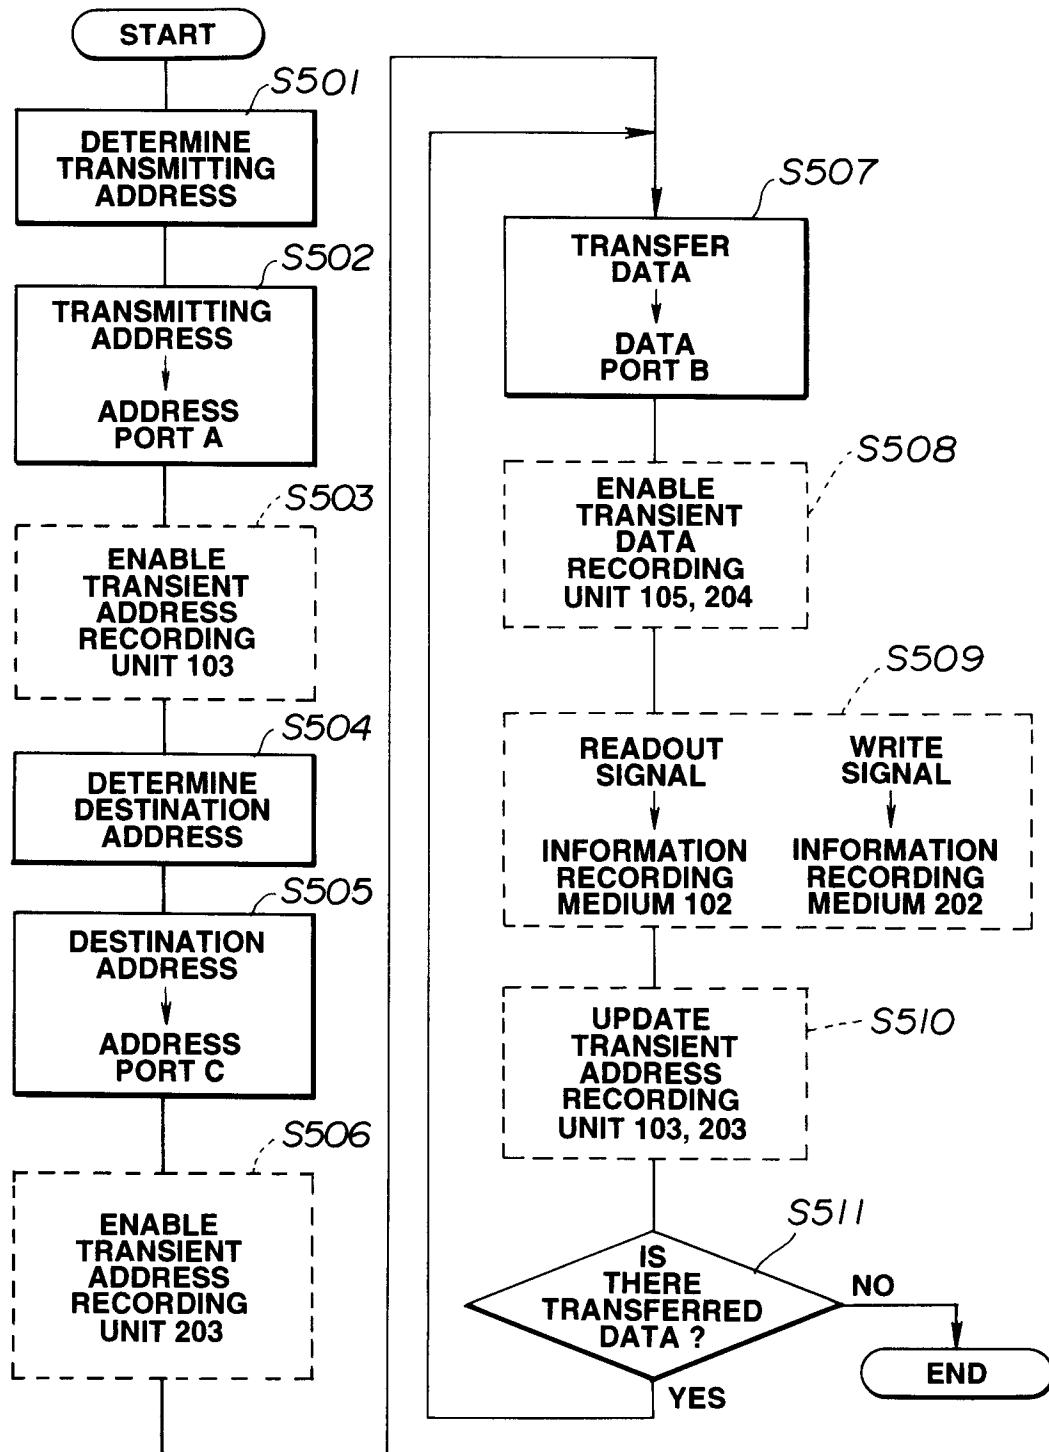 START
S501
DETERMINE
TRANSMITTING
ADDRESS
S502
TRANSMITTING
ADDRESS
ADDRESS
PORT A
S503
ENABLE
TRANSIENT
ADDRESS
RECORDING
UNIT 103
S504
DETERMINE
DESTINATION
ADDRESS
S505
DESTINATION
ADDRESS
ADDRESS
PORT C
S506
ENABLE
TRANSIENT
ADDRESS
RECORDING
UNIT 203
S507
TRANSFER
DATA
DATA
PORT B
S508
ENABLE
TRANSIENT
DATA
RECORDING
UNIT 105, 204
S509
READOUT
SIGNAL
INFORMATION
RECORDING
MEDIUM 102
WRITE
SIGNAL
INFORMATION
RECORDING
MEDIUM 202
S510
UPDATE
TRANSIENT
ADDRESS
RECORDING
UNIT 103, 203
S511
IS
THERE
TRANSFERRED
DATA ?
NO
YES
END